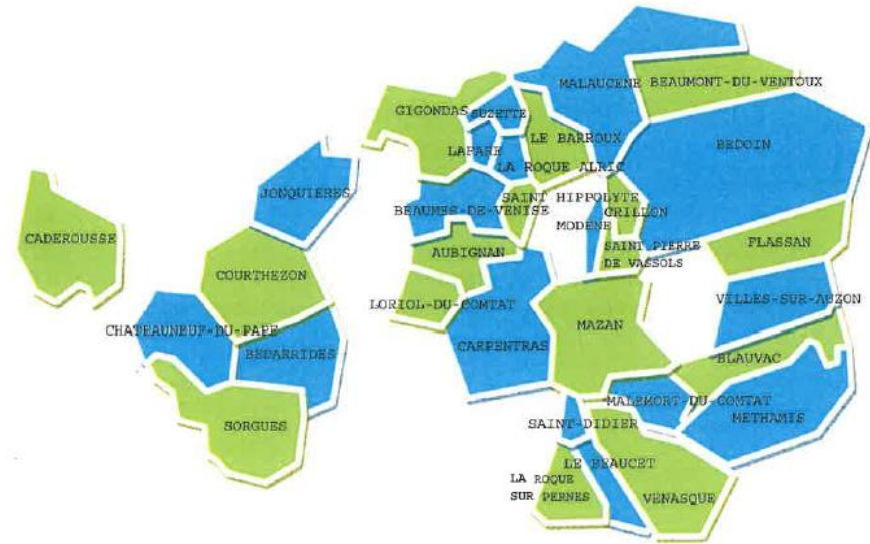 MALAUCENE
BEAUMONT-DU-VENTOUX
GIGONDAS
SUZETTE
LE BARROUX
BEDOIN
LAFARE
LA ROQUE ALRIC
JONQUIERES
SAINT HIPPOLYTE
BEAUMES-DE-VENISE
CRILLON
MODENE
CADEROUSSE
AUBIGNAN
SAINT PIERRE
DE VASSOLS
FLASSAN
COURTHEZON
LORIOL-DU-COMTAT
VILLES-SUR-AUZON
MAZAN
CHATEAUNEUF-DU-PAPE
CARPENTRAS
BEDARRIDES
BLAUVAC
MALEMORT-DU-COMTAT
METHAMIS
SORGUES
SAINT-DIDIER
LE BEAUCET
LA ROQUE
SUR PERNES
VENASQUE